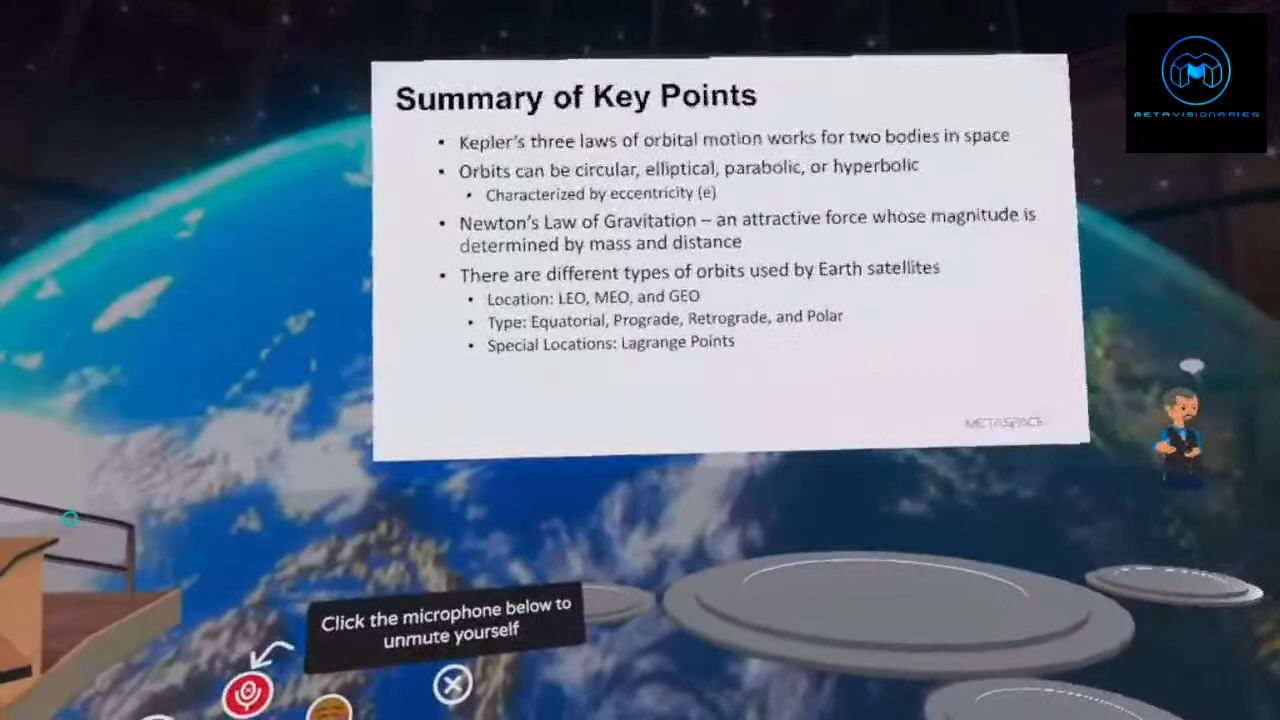 Summary of Key Points
• Kepler's three laws of orbital motion works for two bodies in space
• Orbits can be circular, elliptical, parabolic, or hyperbolic
• Characterized by eccentricity (e)
• Newton's Law of Gravitation – an attractive force whose magnitude is
determined by mass and distance
• There are different types of orbits used by Earth satellites
• Location: LEO, MEO, and GEO
• Type: Equatorial, Prograde, Retrograde, and Polar
• Special Locations: Lagrange Points
METASPACE
METAVISIONARIES
Click the microphone below to
unmute yourself